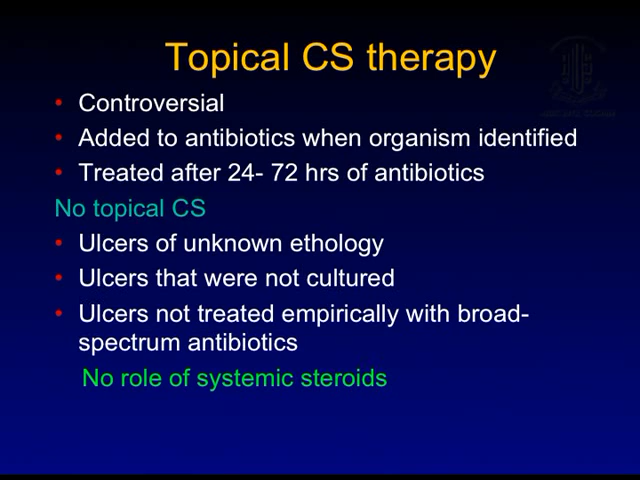 Topical CS therapy
• Controversial
• Added to antibiotics when organism identified
• Treated after 24- 72 hrs of antibiotics
No topical CS
• Ulcers of unknown ethology
• Ulcers that were not cultured
• Ulcers not treated empirically with broad-
spectrum antibiotics
No role of systemic steroids